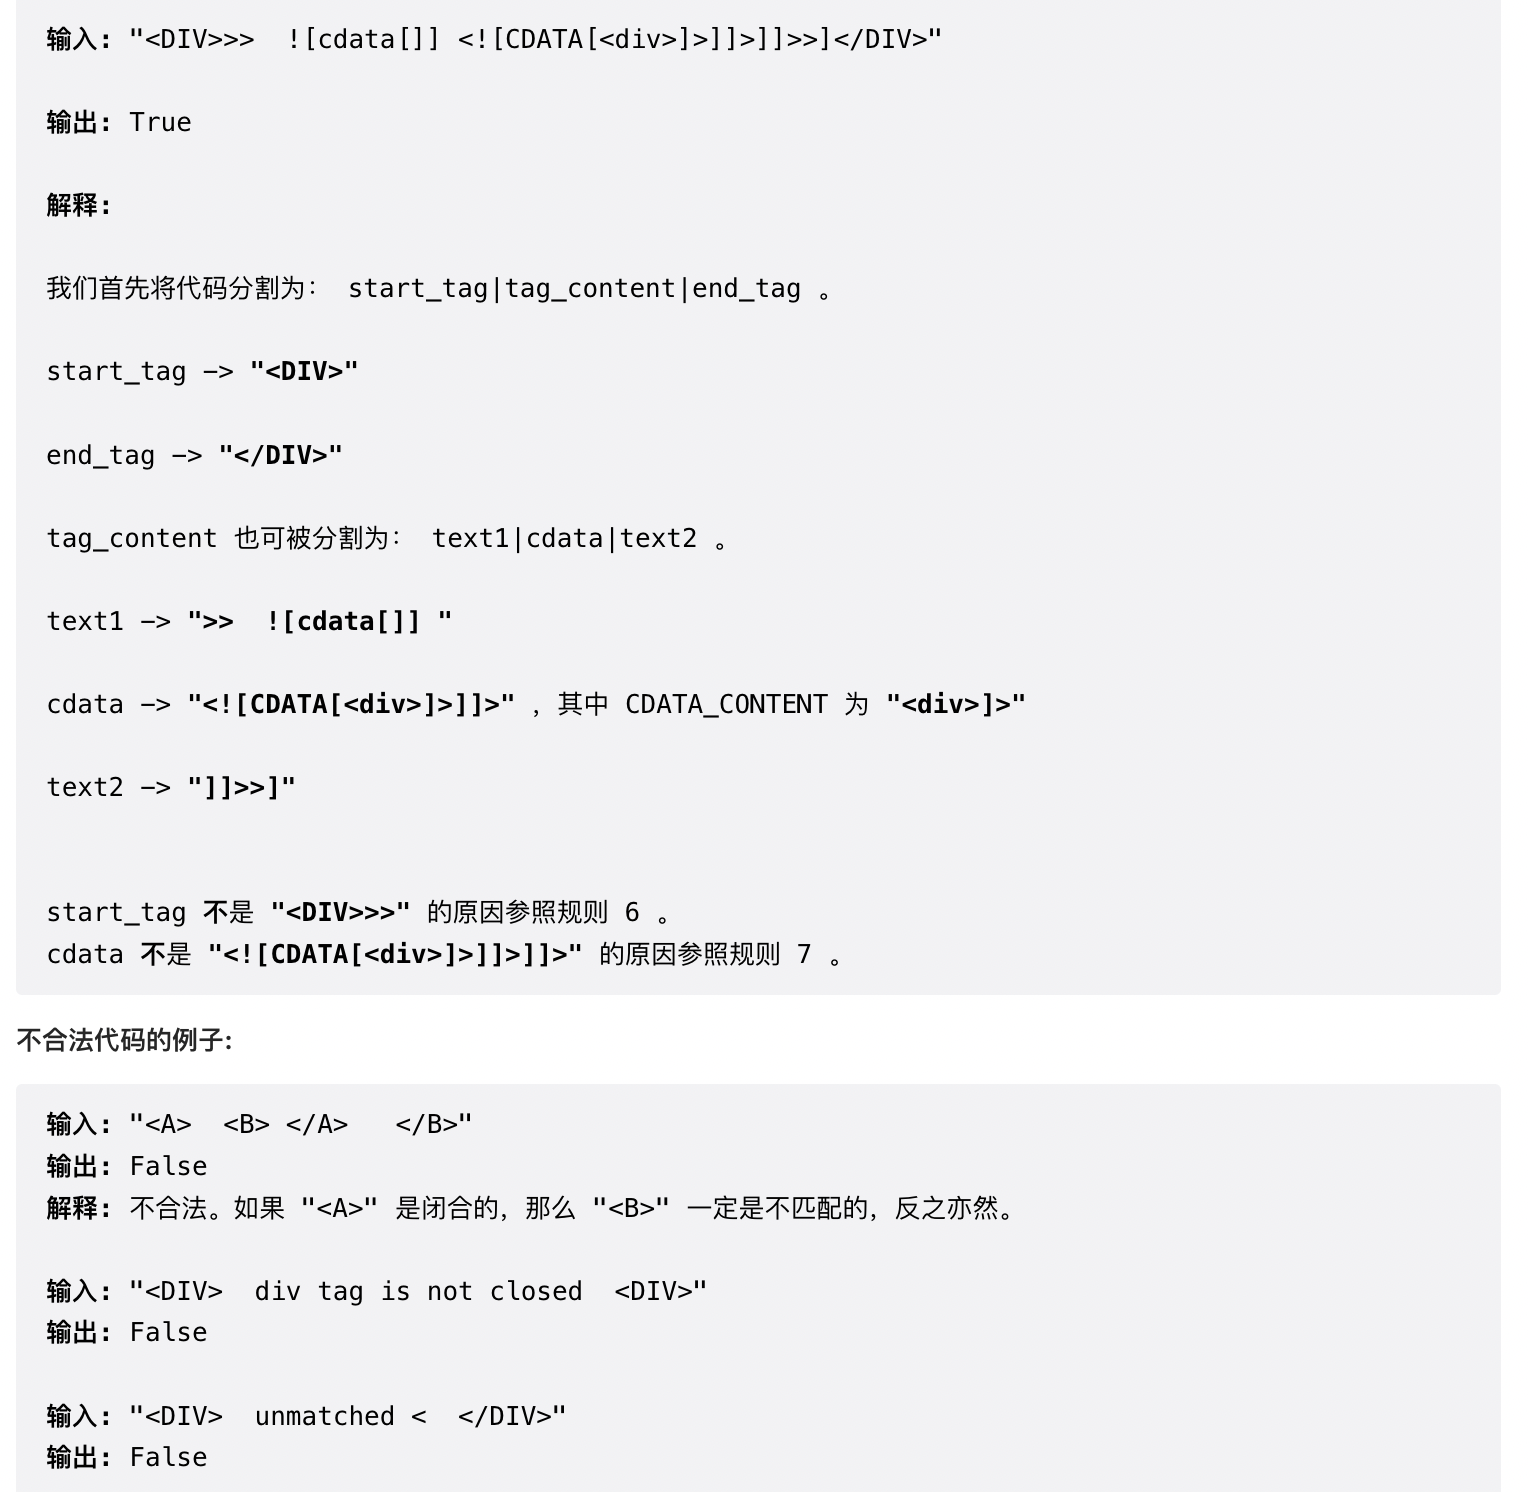 输入: "<DIV>>>  ![cdata[]] <![CDATA[<div>]>]]>]]>>]</DIV>"
输出: True
解释:
我们首先将代码分割为： start_tag|tag_content|end_tag 。
start_tag -> "<DIV>"
end_tag -> "</DIV>"
tag_content 也可被分割为： text1|cdata|text2 。
text1 -> ">>  ![cdata[]] "
cdata -> "<![CDATA[<div>]>]]>" ，其中 CDATA_CONTENT 为 "<div>]>"
text2 -> "]]>>]"
start_tag 不是 "<DIV>>>" 的原因参照规则 6 。
cdata 不是 "<![CDATA[<div>]>]]>]]>" 的原因参照规则 7 。
不合法代码的例子:
输入: "<A>  <B> </A>   </B>"
输出: False
解释: 不合法。如果 "<A>" 是闭合的，那么 "<B>" 一定是不匹配的，反之亦然。
输入: "<DIV>  div tag is not closed  <DIV>"
输出: False
输入: "<DIV>  unmatched <  </DIV>"
输出: False